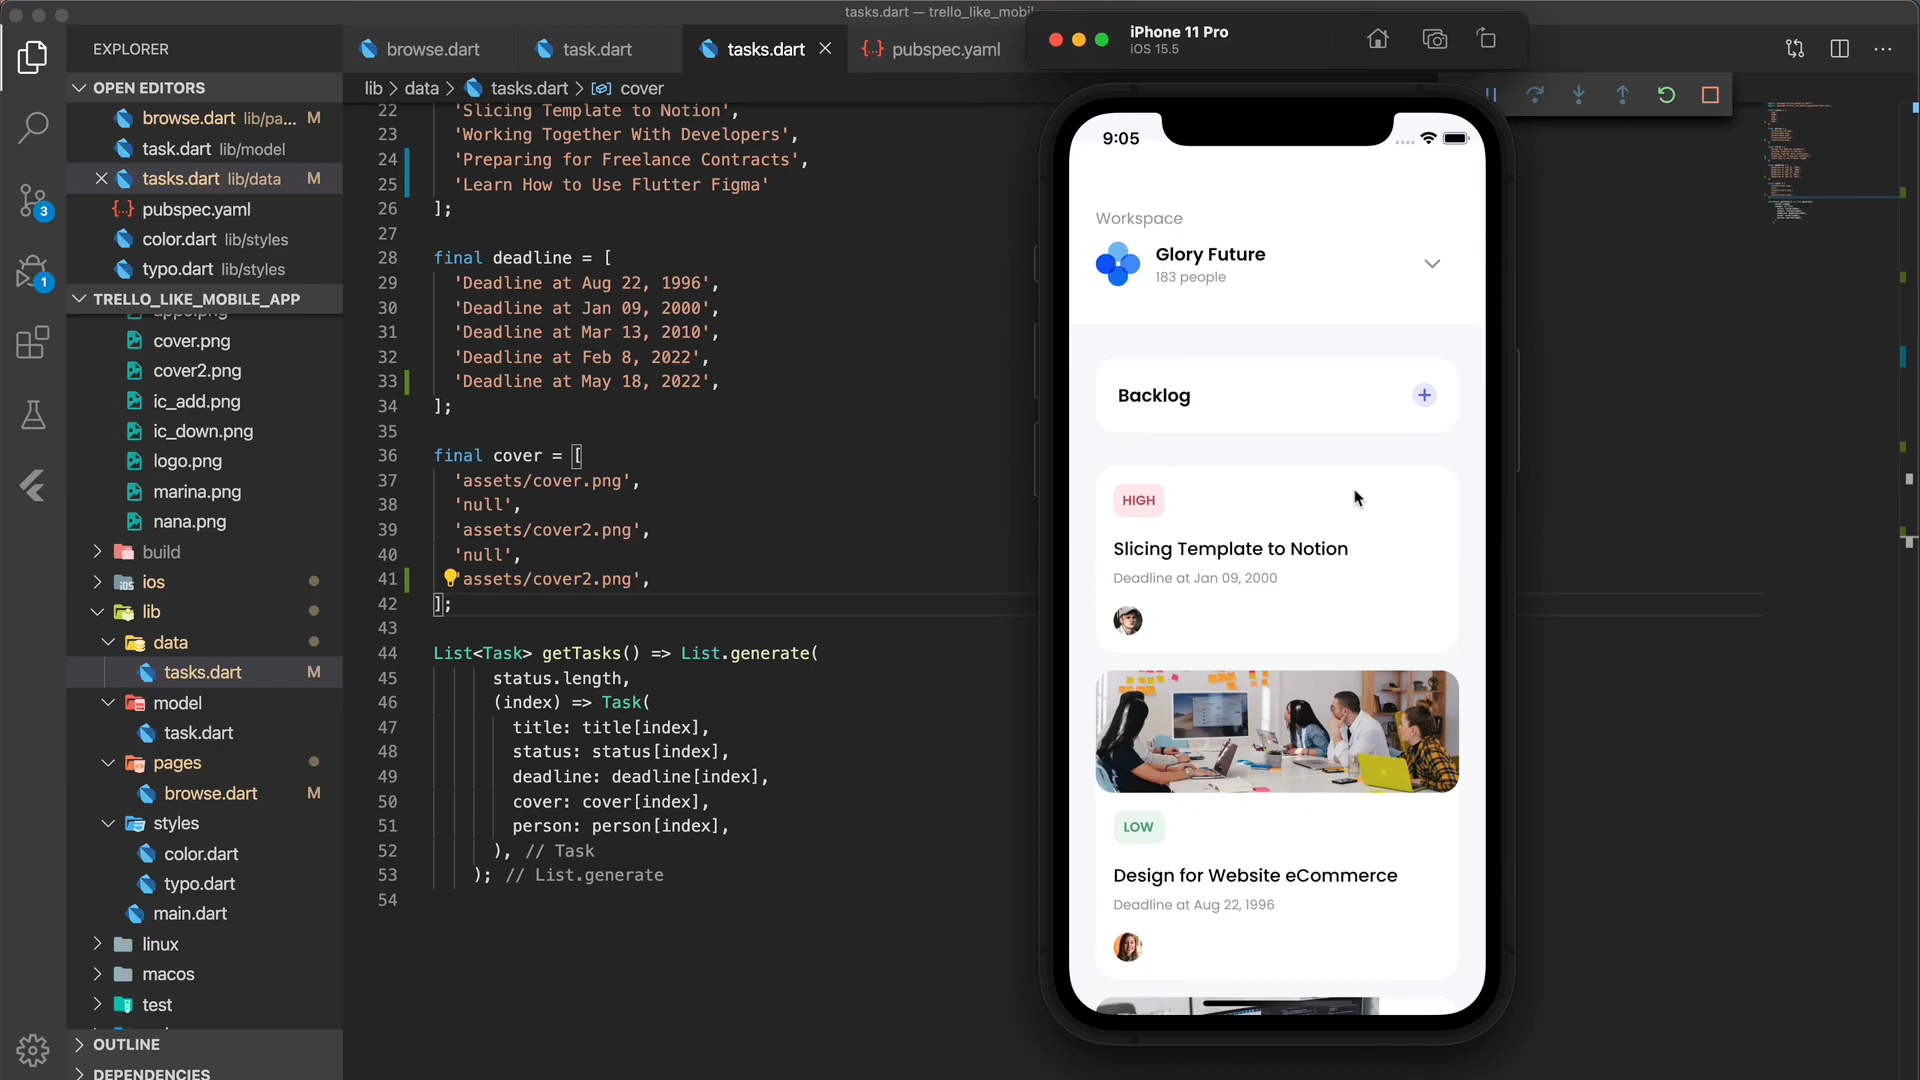 tasks.dart — trello_like_mobile
EXPLORER
OPEN EDITORS
browse.dart lib/pa... M
task.dart lib/model
tasks.dart lib/data M
pubspec.yaml
color.dart lib/styles
typo.dart lib/styles
TRELLO_LIKE_MOBILE_APP
cover.png
cover2.png
ic_add.png
ic_down.png
logo.png
marina.png
nana.png
build
ios
lib
data
tasks.dart M
model
task.dart
pages
browse.dart M
styles
color.dart
typo.dart
main.dart
linux
macos
test
OUTLINE
DEPENDENCIES
3
1
browse.dart
task.dart
tasks.dart
pubspec.yaml
lib > data > tasks.dart > cover
22 'Slicing Template to Notion',
23 'Working Together With Developers',
24 'Preparing for Freelance Contracts',
25 'Learn How to Use Flutter Figma'
26 ];
27
28 final deadline = [
29 'Deadline at Aug 22, 1996',
30 'Deadline at Jan 09, 2000',
31 'Deadline at Mar 13, 2010',
32 'Deadline at Feb 8, 2022',
33 'Deadline at May 18, 2022',
34 ];
35
36 final cover = [
37 'assets/cover.png',
38 'null',
39 'assets/cover2.png',
40 'null',
41 'assets/cover2.png',
42 ];
43
44 List<Task> getTasks() => List.generate(
45 status.length,
46 (index) => Task(
47 title: title[index],
48 status: status[index],
49 deadline: deadline[index],
50 cover: cover[index],
51 person: person[index],
52 ), // Task
53 ); // List.generate
54
iPhone 11 Pro
iOS 15.5
9:05
Workspace
Glory Future
183 people
Backlog
HIGH
Slicing Template to Notion
Deadline at Jan 09, 2000
LOW
Design for Website eCommerce
Deadline at Aug 22, 1996